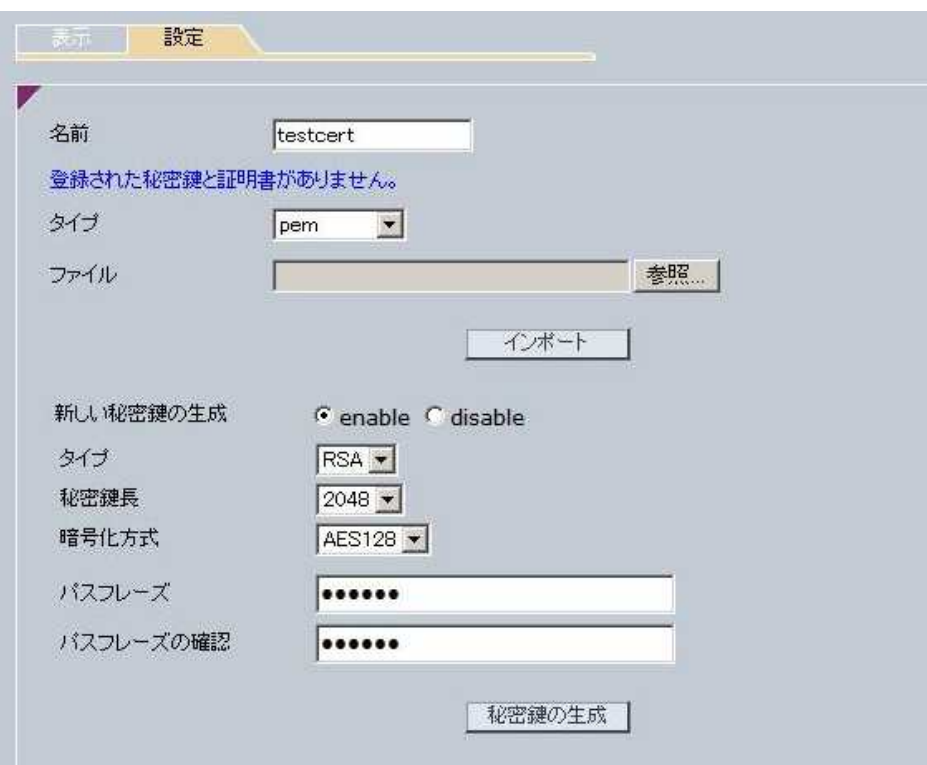 表示 設定
名前 testcert
登録された秘密鍵と証明書がありません。
タイプ pem
ファイル 参照...
インポート
新しい秘密鍵の生成 enable disable
タイプ RSA
秘密鍵長 2048
暗号化方式 AES128
パスフレーズ ●●●●●●
パスフレーズの確認 ●●●●●●
秘密鍵の生成